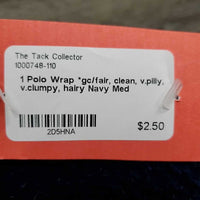 The Tack Collector
1000748-110
1 Polo Wrap *gc/fair, clean, v.pilly,
v.clumpy, hairy Navy Med
$2.50
2D5HNA